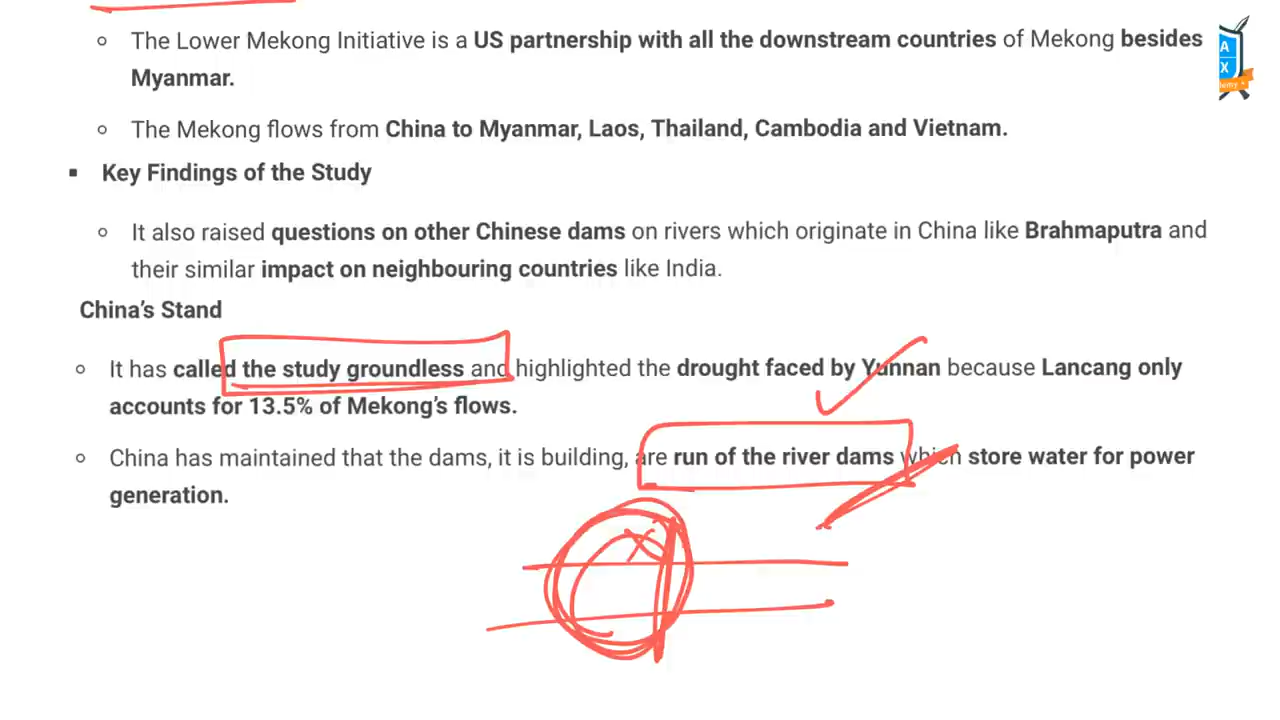 The Lower Mekong Initiative is a US partnership with all the downstream countries of Mekong besides
Myanmar.
The Mekong flows from China to Myanmar, Laos, Thailand, Cambodia and Vietnam.
Key Findings of the Study
It also raised questions on other Chinese dams on rivers which originate in China like Brahmaputra and
their similar impact on neighbouring countries like India.
China's Stand
It has called the study groundless and highlighted the drought faced by Yunnan because Lancang only
accounts for 13.5% of Mekong's flows.
China has maintained that the dams, it is building, are run of the river dams which store water for power
generation.
A
X